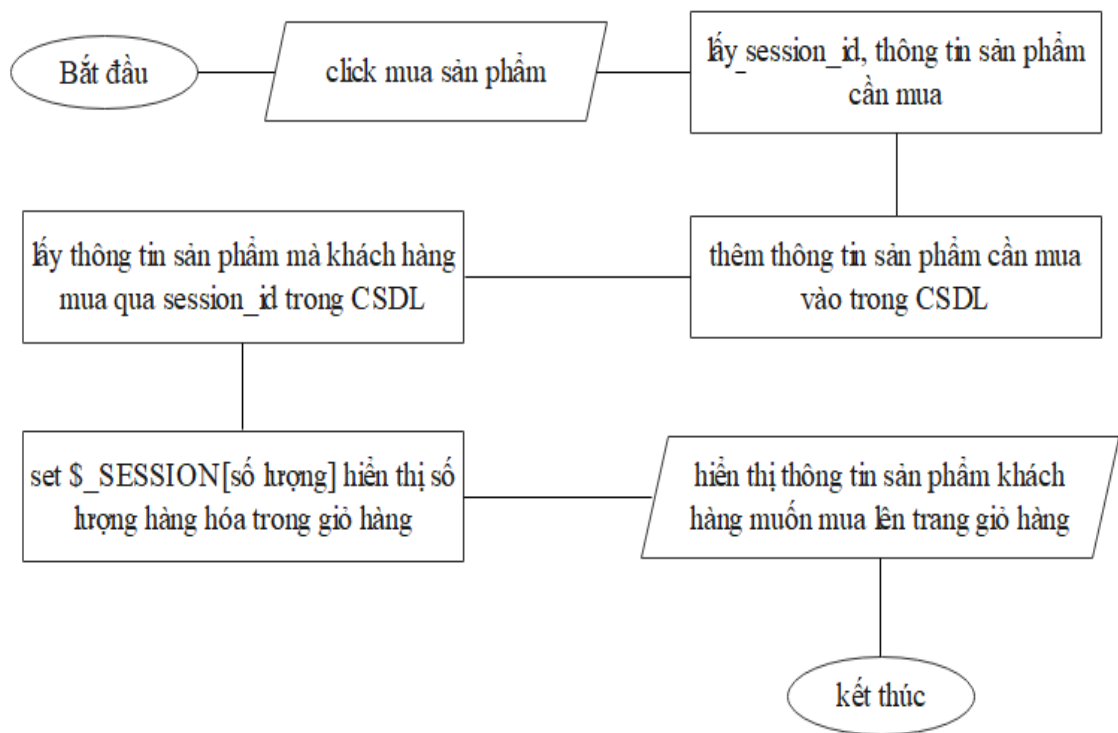 Bắt đầu
click mua sản phẩm
lấy session_id, thông tin sản phẩm
cần mua
thêm thông tin sản phẩm cần mua
vào trong CSDL
lấy thông tin sản phẩm mà khách hàng
mua qua session_id trong CSDL
set $_SESSION[số lượng] hiển thị số
lượng hàng hóa trong giỏ hàng
hiển thị thông tin sản phẩm khách
hàng muốn mua lên trang giỏ hàng
kết thúc